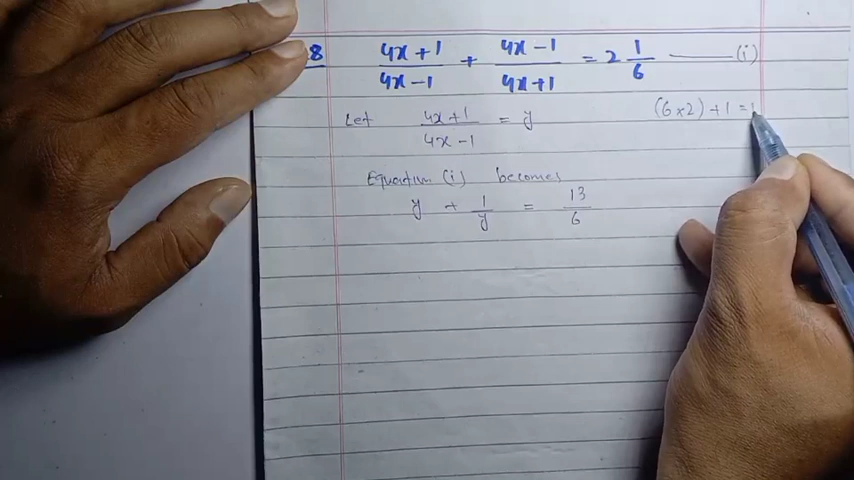 8 (4x+1)/(4x-1) + (4x-1)/(4x+1) = 2 1/6 —— (i)
Let (4x+1)/(4x-1) = y (6×2)+1 = 1
Equation (i) becomes
y + 1/y = 13/6